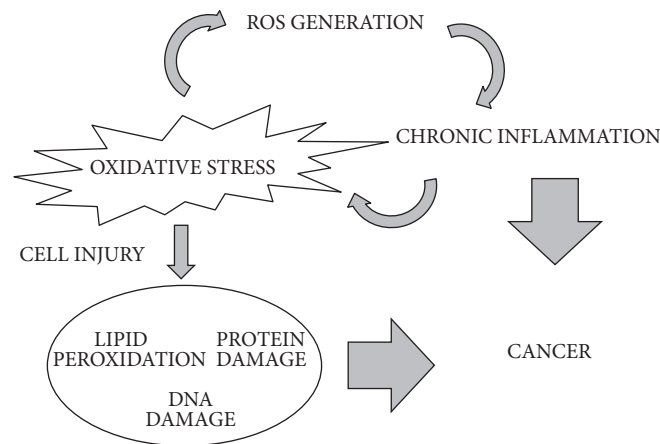 ROS GENERATION
CHRONIC INFLAMMATION
OXIDATIVE STRESS
CELL INJURY
LIPID
PEROXIDATION
PROTEIN
DAMAGE
DNA
DAMAGE
CANCER